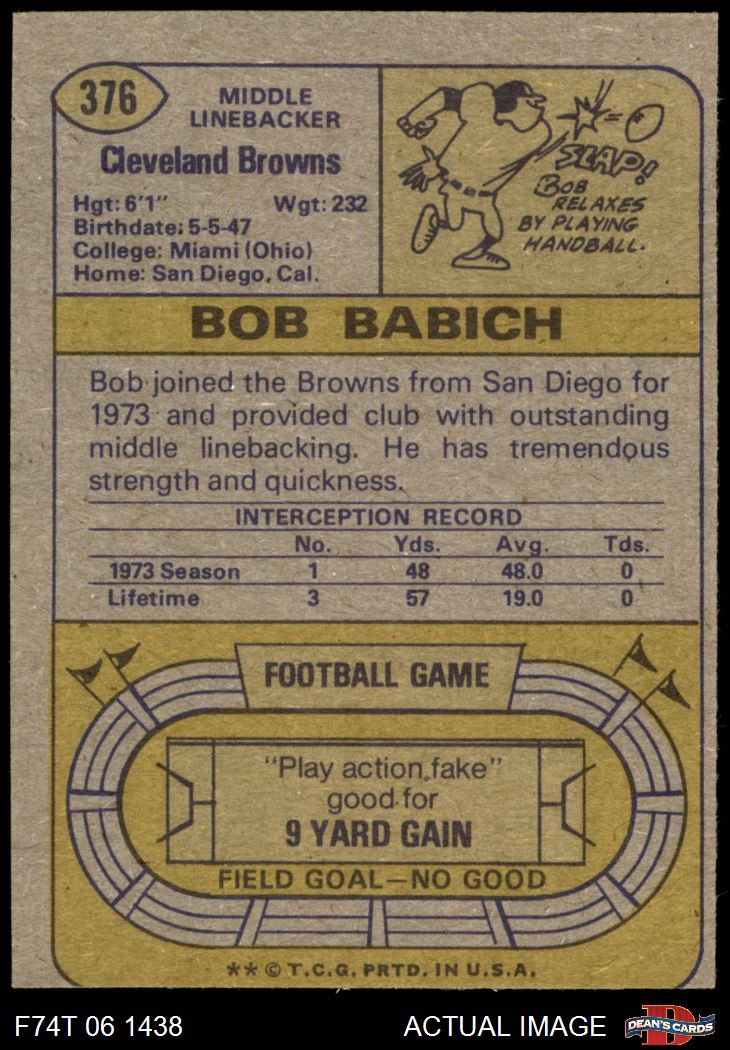 376
MIDDLE
LINEBACKER
Cleveland Browns
Hgt: 6'1" Wgt: 232
Birthdate: 5-5-47
College: Miami (Ohio)
Home: San Diego, Cal.
SLAP!
BOB
RELAXES
BY PLAYING
HANDBALL.
BOB BABICH
Bob joined the Browns from San Diego for
1973 and provided club with outstanding
middle linebacking. He has tremendous
strength and quickness.
INTERCEPTION RECORD
No. Yds. Avg. Tds.
1973 Season 1 48 48.0 0
Lifetime 3 57 19.0 0
FOOTBALL GAME
"Play action fake"
good for
9 YARD GAIN
FIELD GOAL—NO GOOD
** © T.C.G. PRTD. IN U.S.A.
F74T 06 1438 ACTUAL IMAGE
D
DEAN'S CARDS